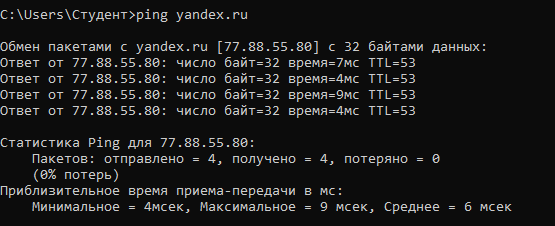 C:\Users\Студент>ping yandex.ru
Обмен пакетами с yandex.ru [77.88.55.80] с 32 байтами данных:
Ответ от 77.88.55.80: число байт=32 время=7мс TTL=53
Ответ от 77.88.55.80: число байт=32 время=4мс TTL=53
Ответ от 77.88.55.80: число байт=32 время=9мс TTL=53
Ответ от 77.88.55.80: число байт=32 время=4мс TTL=53
Статистика Ping для 77.88.55.80:
Пакетов: отправлено = 4, получено = 4, потеряно = 0
(0% потерь)
Приблизительное время приема-передачи в мс:
Минимальное = 4мсек, Максимальное = 9 мсек, Среднее = 6 мсек